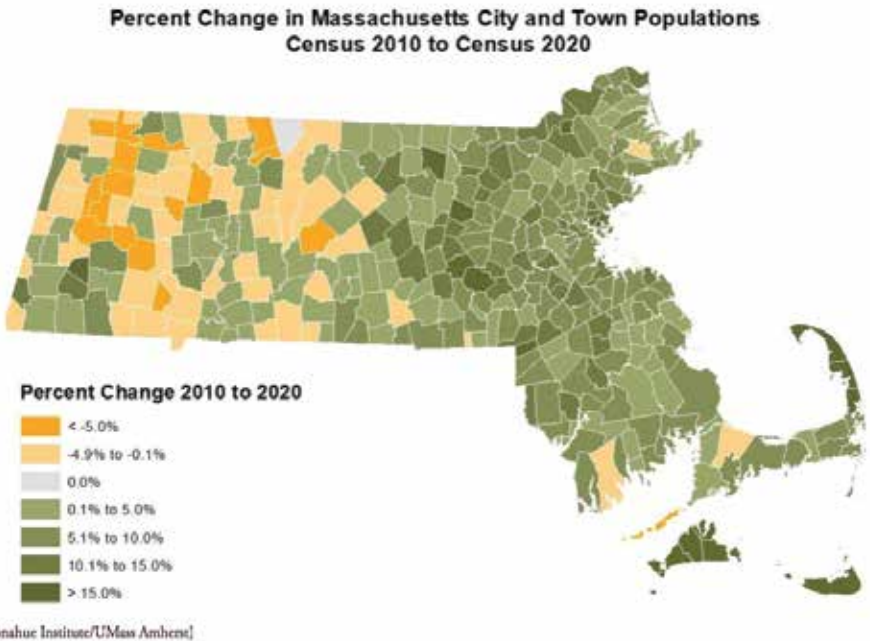 Percent Change in Massachusetts City and Town Populations
Census 2010 to Census 2020
Percent Change 2010 to 2020
< -5.0%
-4.9% to -0.1%
0.0%
0.1% to 5.0%
5.1% to 10.0%
10.1% to 15.0%
> 15.0%
nahue Institute/UMass Amherst]